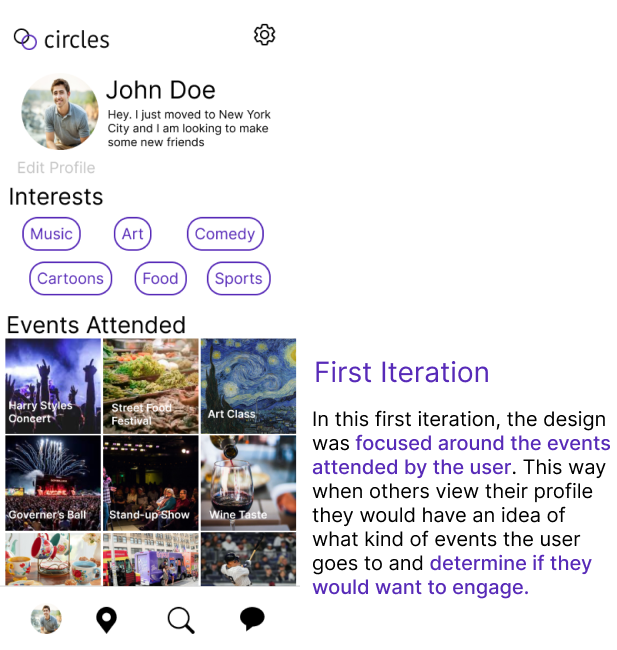 circles
John Doe
Hey. I just moved to New York
City and I am looking to make
some new friends
Edit Profile
Interests
Music
Art
Comedy
Cartoons
Food
Sports
Events Attended
Harry Styles
Concert
Street Food
Festival
Art Class
Governer's Ball
Stand-up Show
Wine Taste
First Iteration
In this first iteration, the design
was focused around the events
attended by the user. This way
when others view their profile
they would have an idea of
what kind of events the user
goes to and determine if they
would want to engage.